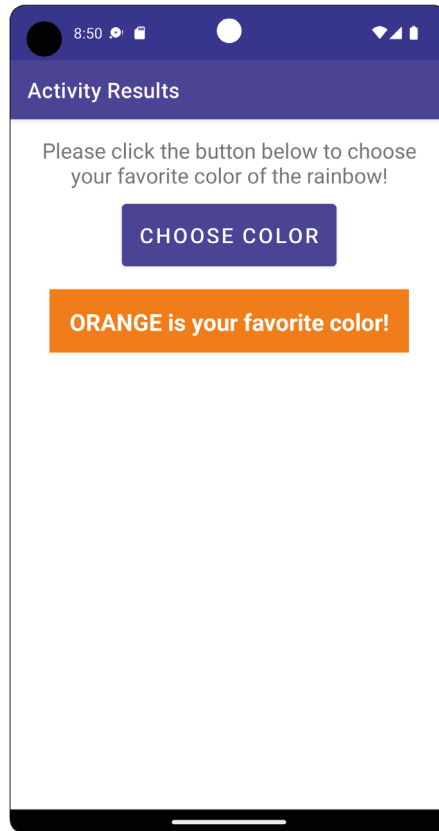 8:50
Activity Results
Please click the button below to choose
your favorite color of the rainbow!
CHOOSE COLOR
ORANGE is your favorite color!